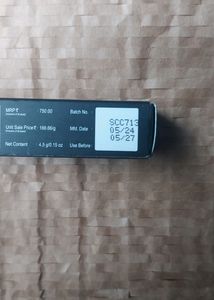 MRP ₹ : 750.00 Batch No. SCC713
Unit Sale Price ₹ : 166.66/g Mfd. Date 05/24
Net Content : 4.5 g/0.15 oz Use Before 05/27